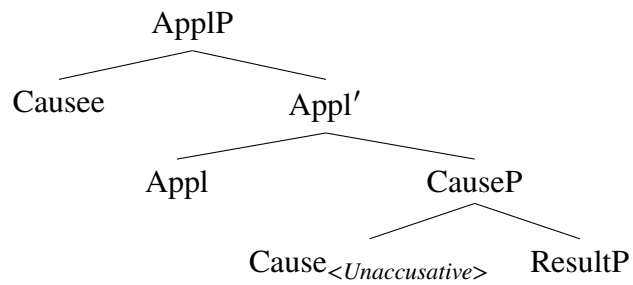 ApplP
Causee Appl′
Appl CauseP
Cause<Unaccusative> ResultP